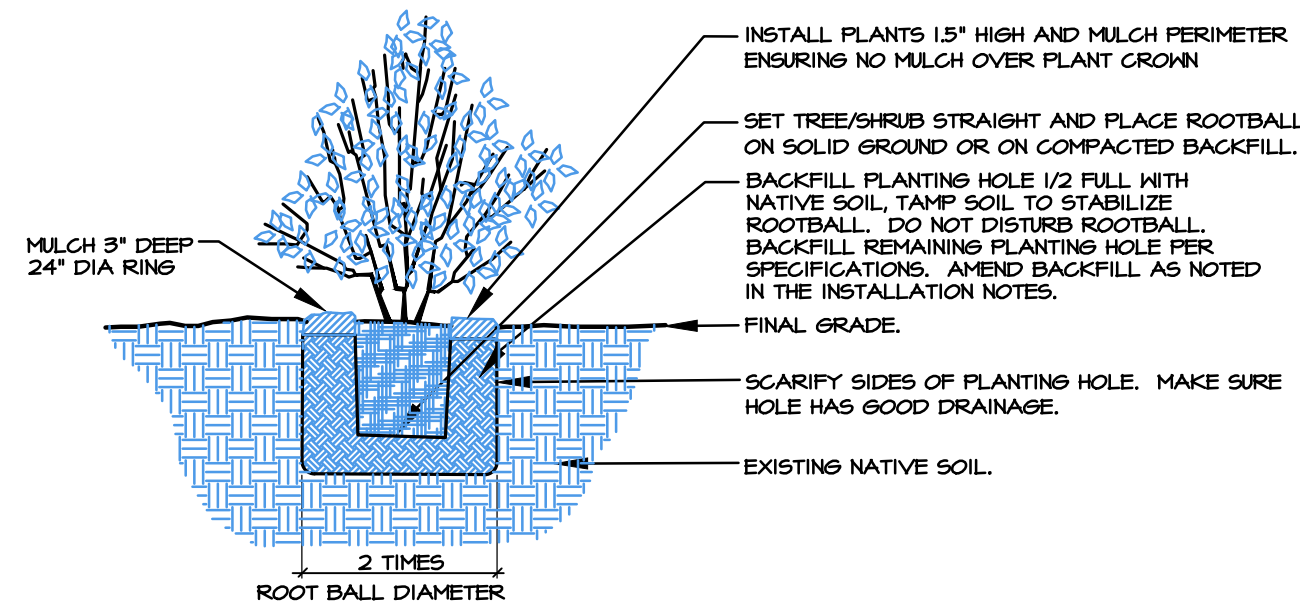 INSTALL PLANTS 1.5" HIGH AND MULCH PERIMETER
ENSURING NO MULCH OVER PLANT CROWN
SET TREE/SHRUB STRAIGHT AND PLACE ROOTBALL
ON SOLID GROUND OR ON COMPACTED BACKFILL.
BACKFILL PLANTING HOLE 1/2 FULL WITH
NATIVE SOIL, TAMP SOIL TO STABILIZE
ROOTBALL. DO NOT DISTURB ROOTBALL.
BACKFILL REMAINING PLANTING HOLE PER
SPECIFICATIONS. AMEND BACKFILL AS NOTED
IN THE INSTALLATION NOTES.
MULCH 3" DEEP
24" DIA RING
FINAL GRADE.
SCARIFY SIDES OF PLANTING HOLE. MAKE SURE
HOLE HAS GOOD DRAINAGE.
EXISTING NATIVE SOIL.
2 TIMES
ROOT BALL DIAMETER